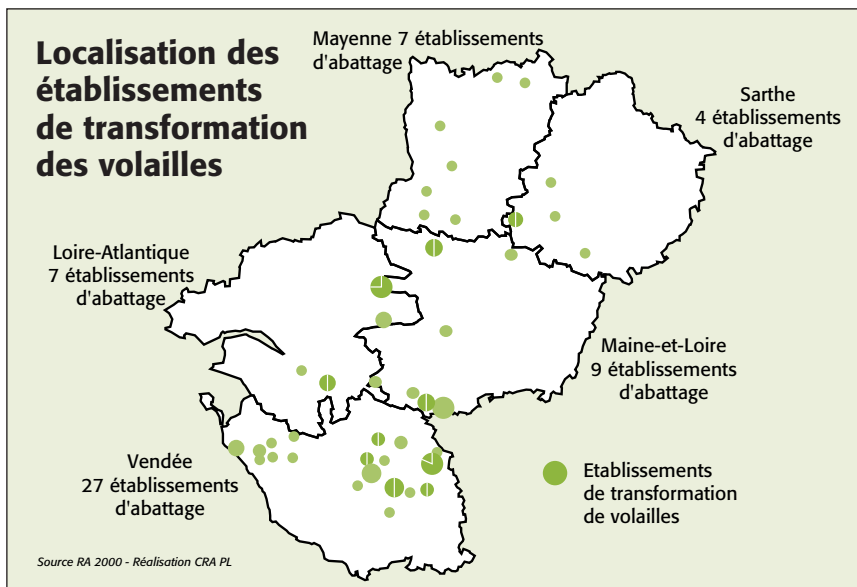 Localisation des
établissements
de transformation
des volailles
Mayenne 7 établissements
d'abattage
Sarthe
4 établissements
d'abattage
Loire-Atlantique
7 établissements
d'abattage
Maine-et-Loire
9 établissements
d'abattage
Vendée
27 établissements
d'abattage
Etablissements
de transformation
de volailles
Source RA 2000 - Réalisation CRA PL